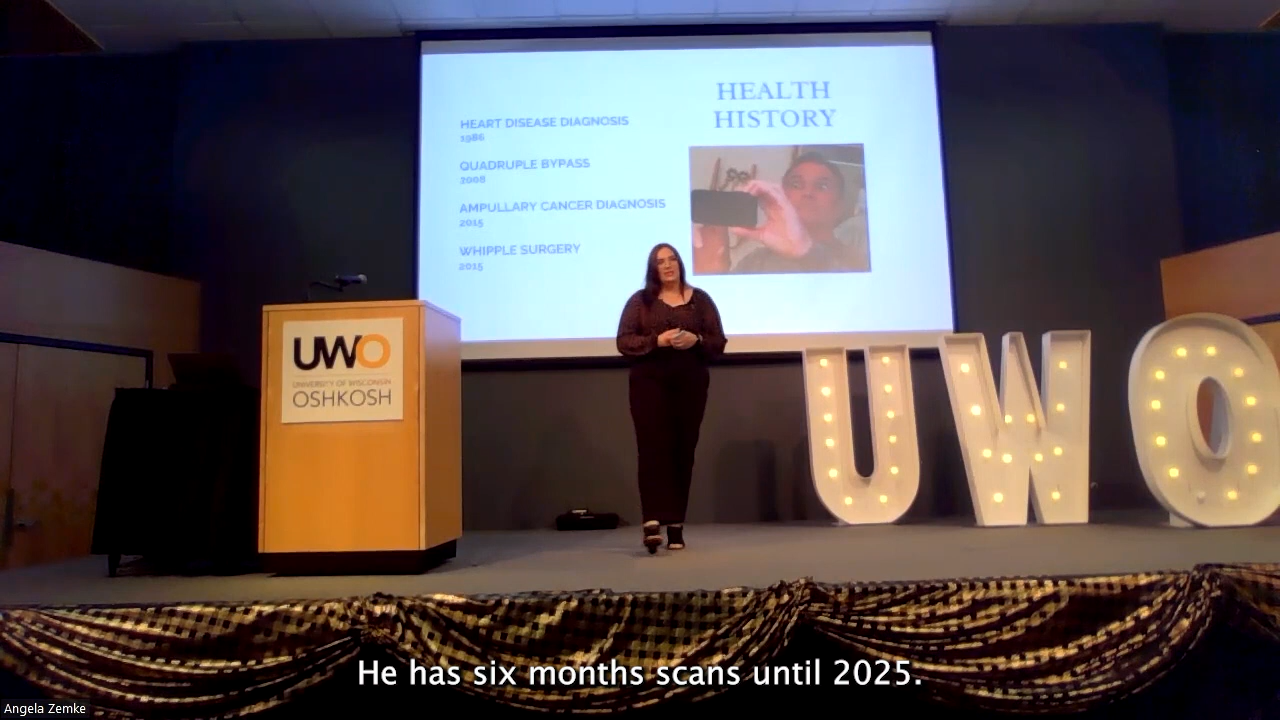 HEALTH
HISTORY
HEART DISEASE DIAGNOSIS
1986
QUADRUPLE BYPASS
2008
AMPULLARY CANCER DIAGNOSIS
2015
WHIPPLE SURGERY
2015
UWO
UNIVERSITY OF WISCONSIN
OSHKOSH
UWO
He has six months scans until 2025.
Angela Zemke